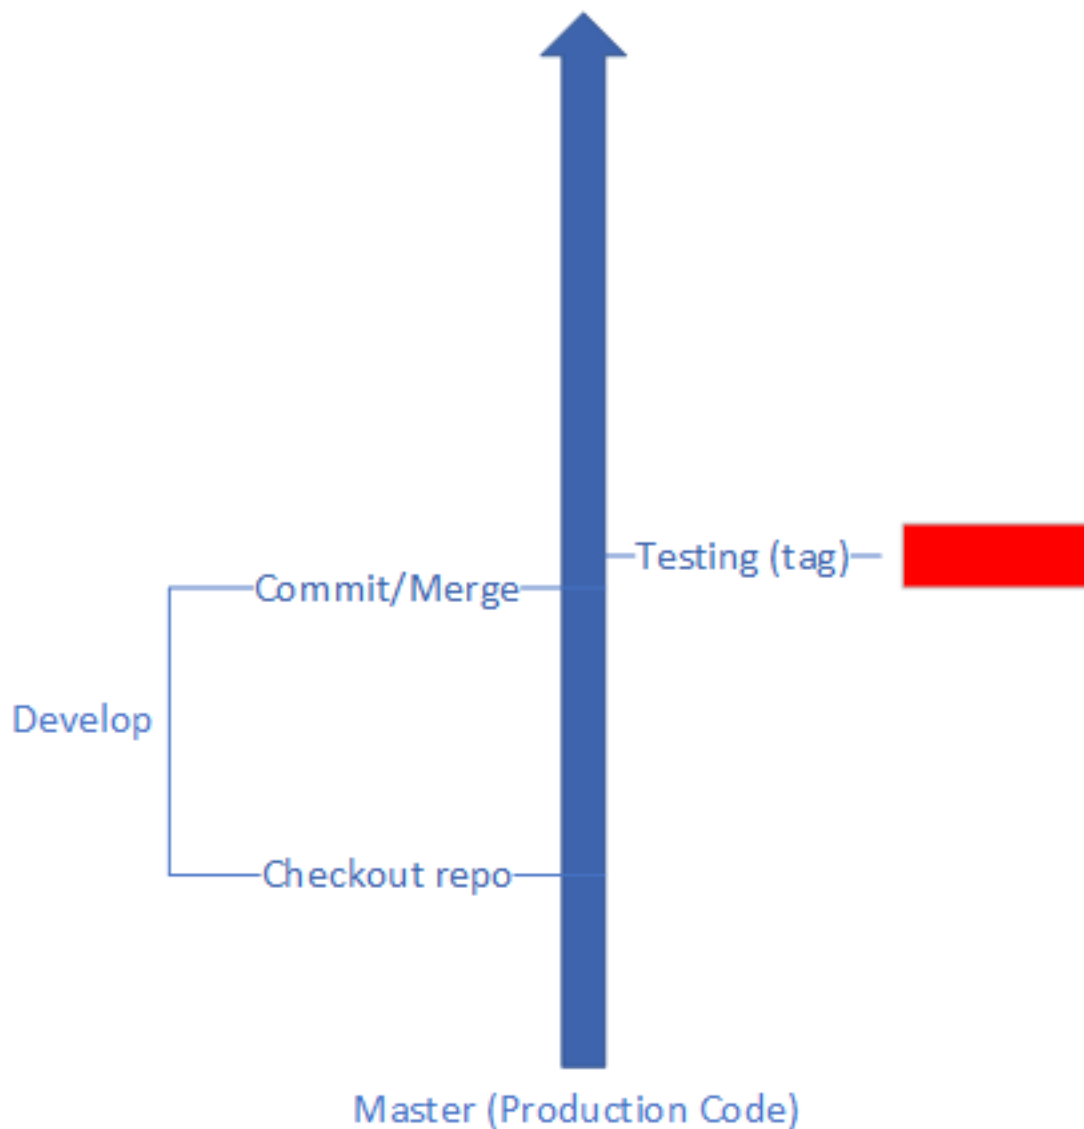 Testing (tag)
Commit/Merge
Develop
Checkout repo
Master (Production Code)